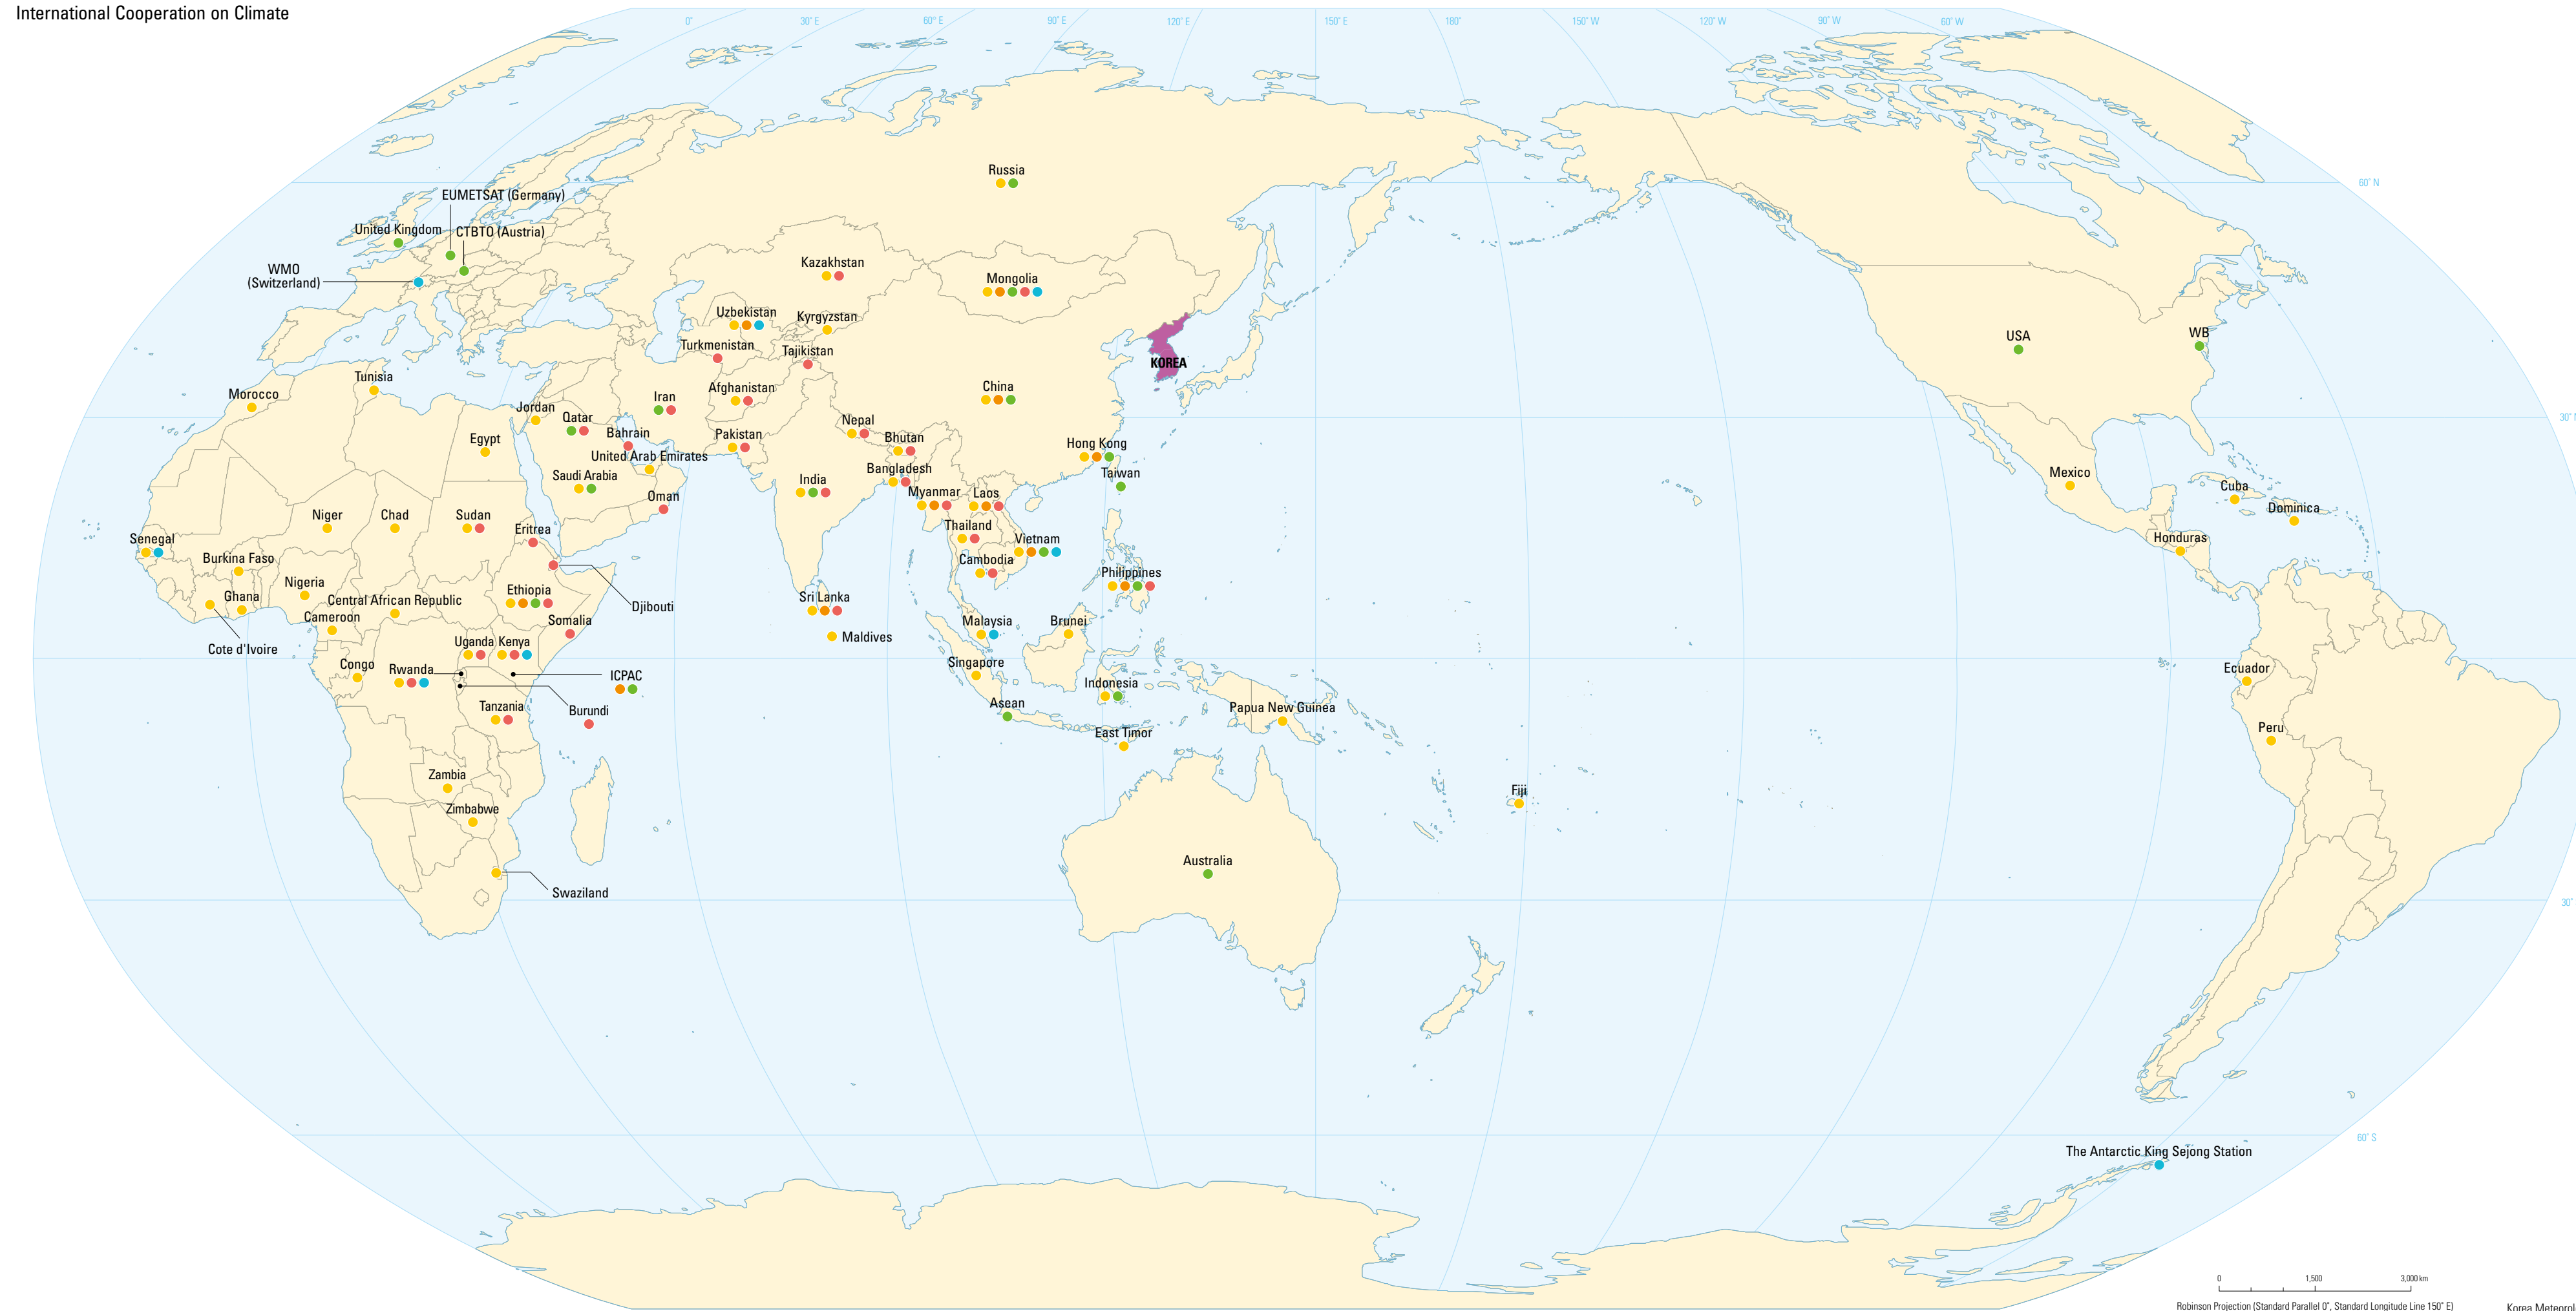 International Cooperation on Climate
0°
30° E
60° E
90° E
120° E
150° E
180°
150° W
120° W
90° W
60° W
60° N
30°
30°
60° S
Russia
EUMETSAT (Germany)
United Kingdom
CTBTO (Austria)
WMO
(Switzerland)
Kazakhstan
Mongolia
Uzbekistan
Kyrgyzstan
Turkmenistan
Tajikistan
KOREA
USA
WB
Tunisia
Morocco
Afghanistan
China
Iran
Jordan
Qatar
Bahrain
Egypt
Pakistan
Nepal
Bhutan
Hong Kong
United Arab Emirates
Bangladesh
Taiwan
Saudi Arabia
India
Oman
Myanmar
Laos
Mexico
Cuba
Dominica
Niger
Chad
Sudan
Eritrea
Thailand
Vietnam
Honduras
Senegal
Burkina Faso
Cambodia
Philippines
Nigeria
Ethiopia
Ghana
Central African Republic
Djibouti
Sri Lanka
Cameroon
Somalia
Malaysia
Brunei
Maldives
Cote d'Ivoire
Uganda
Kenya
Congo
Rwanda
ICPAC
Singapore
Indonesia
Ecuador
Tanzania
Burundi
Asean
Papua New Guinea
East Timor
Peru
Zambia
Zimbabwe
Fiji
Australia
Swaziland
The Antarctic King Sejong Station
0
1,500
3,000 km
Robinson Projection (Standard Parallel 0°, Standard Longitude Line 150° E)
Korea